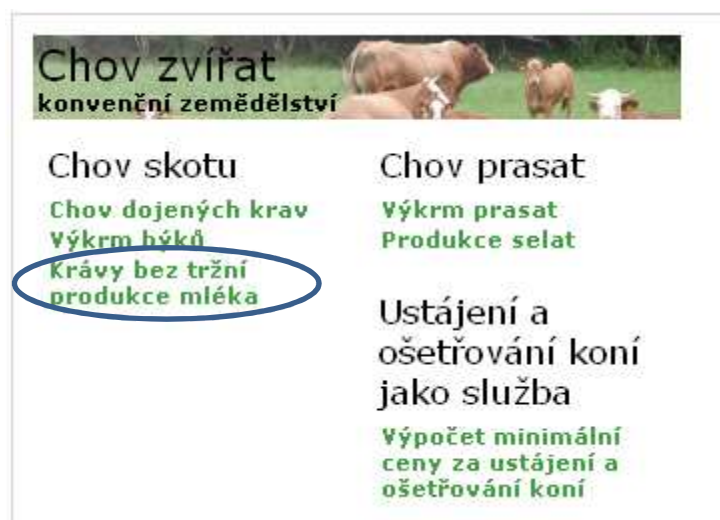 Chov zvířat
konvenční zemědělství
Chov skotu
Chov dojených krav
Výkrm býků
Krávy bez tržní
produkce mléka
Chov prasat
Výkrm prasat
Produkce selat
Ustájení a
ošetřování koní
jako služba
Výpočet minimální
ceny za ustájení a
ošetřování koní